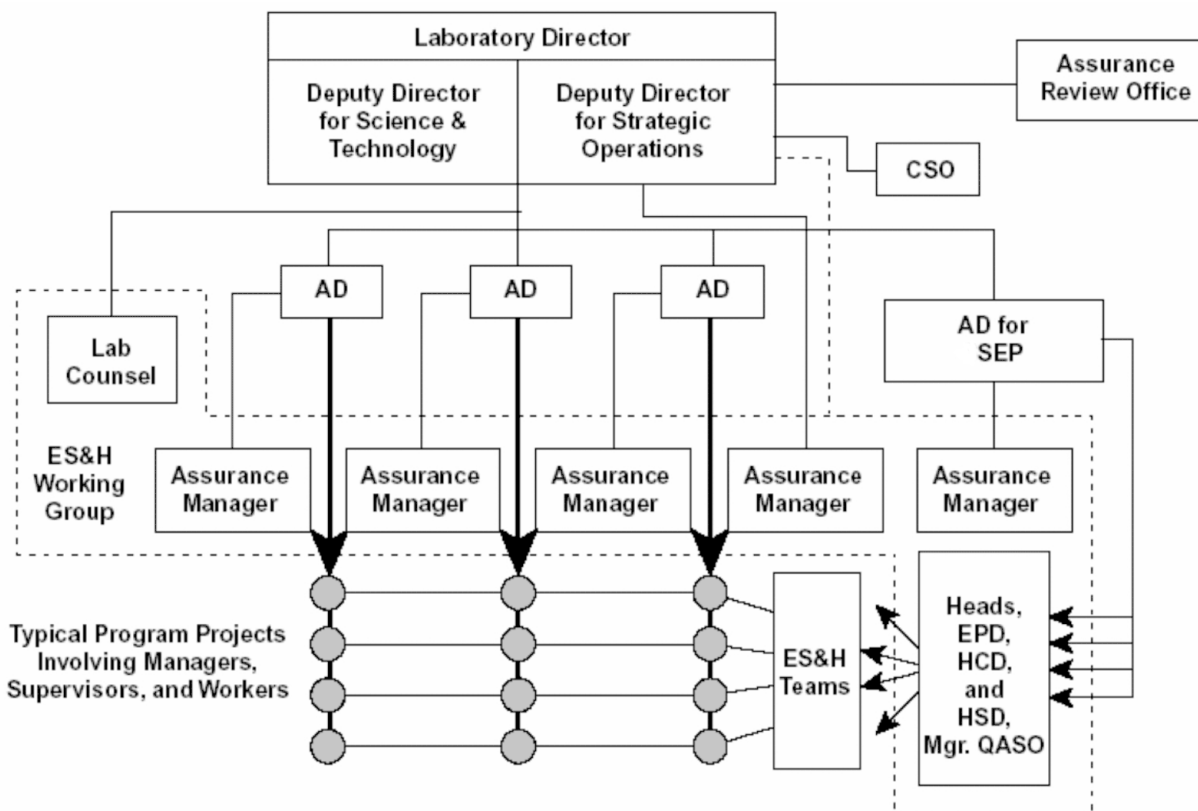 Laboratory Director
Deputy Director
for Science &
Technology
Deputy Director
for Strategic
Operations
Assurance
Review Office
CSO
AD
AD
AD
AD for
SEP
Lab
Counsel
ES&H
Working
Group
Assurance
Manager
Assurance
Manager
Assurance
Manager
Assurance
Manager
Assurance
Manager
Typical Program Projects
Involving Managers,
Supervisors, and Workers
ES&H
Teams
Heads,
EPD,
HCD,
and
HSD,
Mgr. QASO